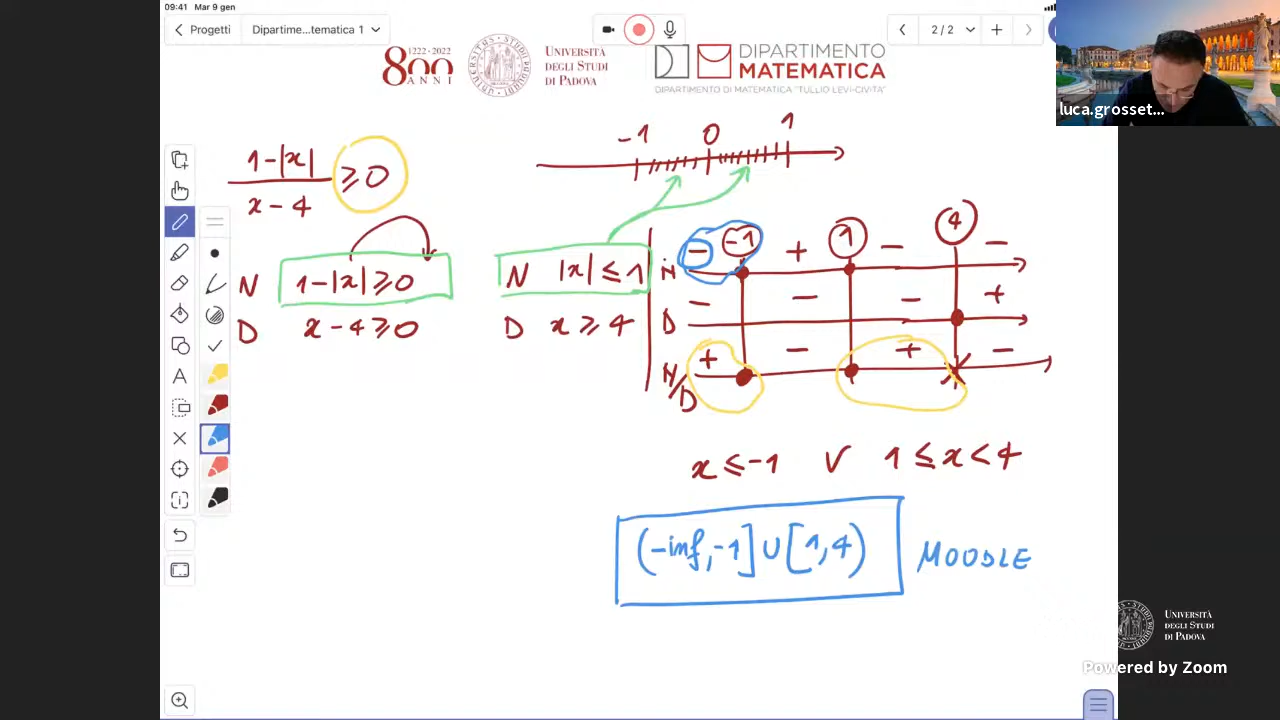 09:41 Mar 9 gen
Progetti
Dipartime...tematica 1
2/2
800
1222·2022
ANNI
UNIVERSITÀ
DEGLI STUDI
DI PADOVA
DIPARTIMENTO
MATEMATICA
DIPARTIMENTO DI MATEMATICA "TULLIO LEVI-CIVITA"
luca.grosset...
1-|x|
x-4
≥0
-1 0 1
N 1-|x|≥0
D x-4≥0
N |x|≤1
D x≥4
-1 1 4
N - + - -
D - - - +
N/D + - + -
x≤-1 V 1≤x<4
(-inf,-1]U[1,4)
MOODLE
UNIVERSITÀ
DEGLI STUDI
DI PADOVA
Powered by Zoom